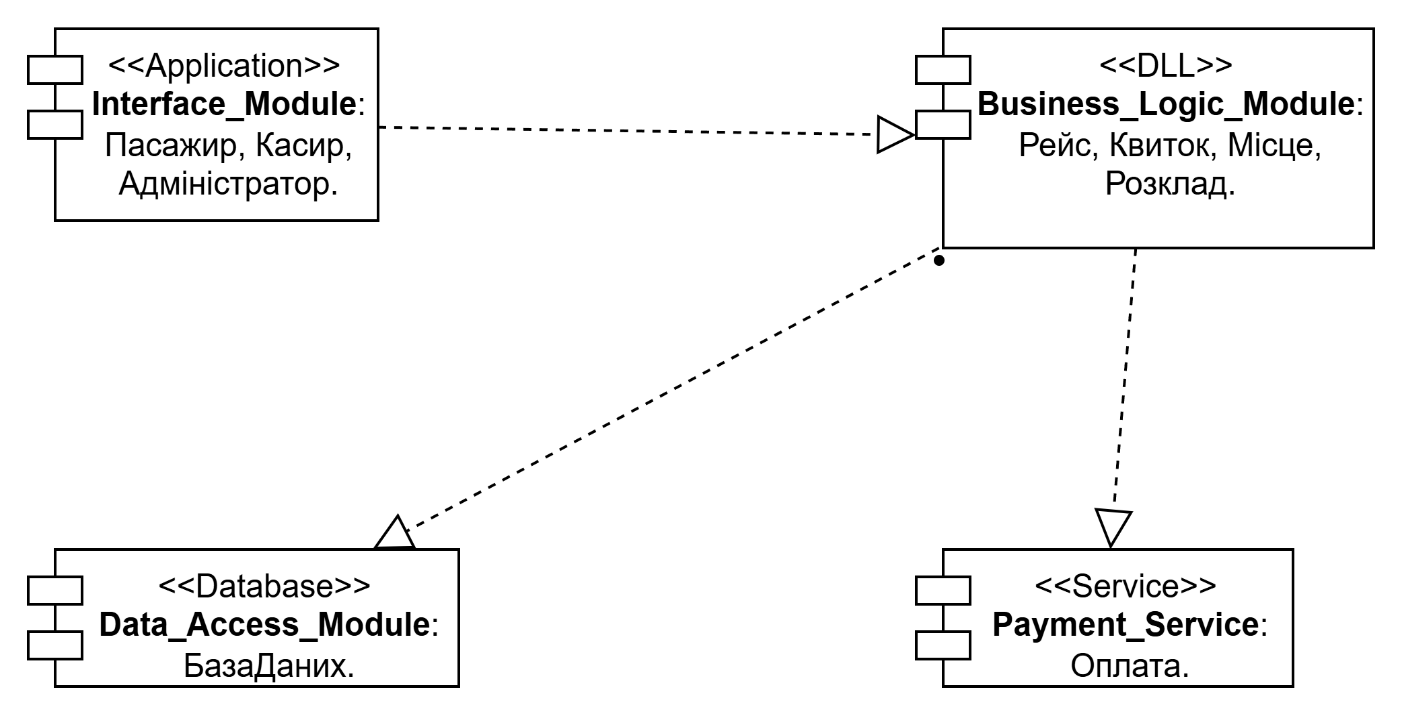 <<Application>>
Interface_Module:
Пасажир, Касир,
Адміністратор.
<<DLL>>
Business_Logic_Module:
Рейс, Квиток, Місце,
Розклад.
<<Database>>
Data_Access_Module:
БазаДаних.
<<Service>>
Payment_Service:
Оплата.